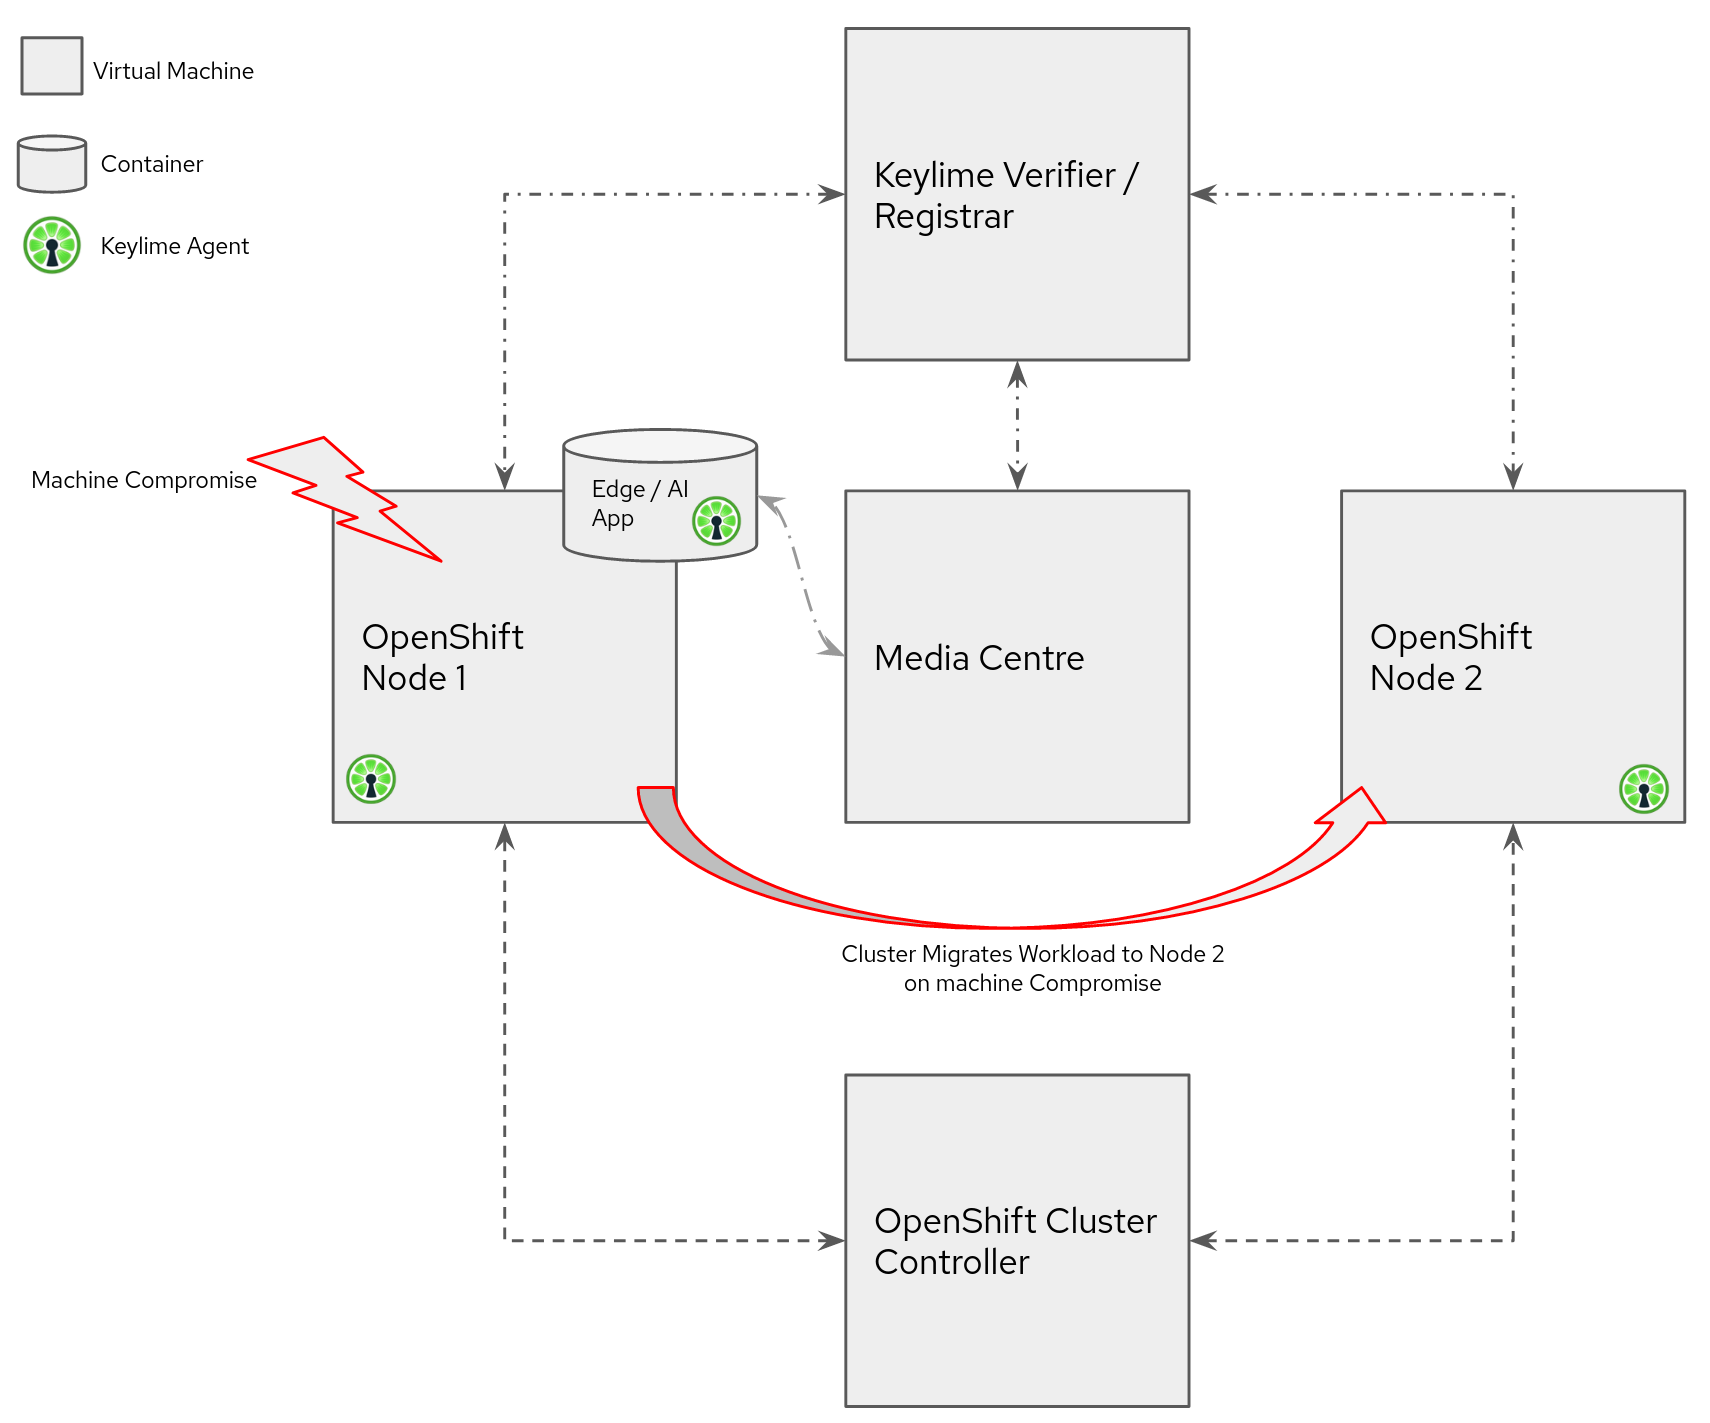 Virtual Machine
Container
Keylime Agent
Keylime Verifier /
Registrar
Machine Compromise
Edge / AI
App
OpenShift
Node 1
Media Centre
OpenShift
Node 2
Cluster Migrates Workload to Node 2
on machine Compromise
OpenShift Cluster
Controller